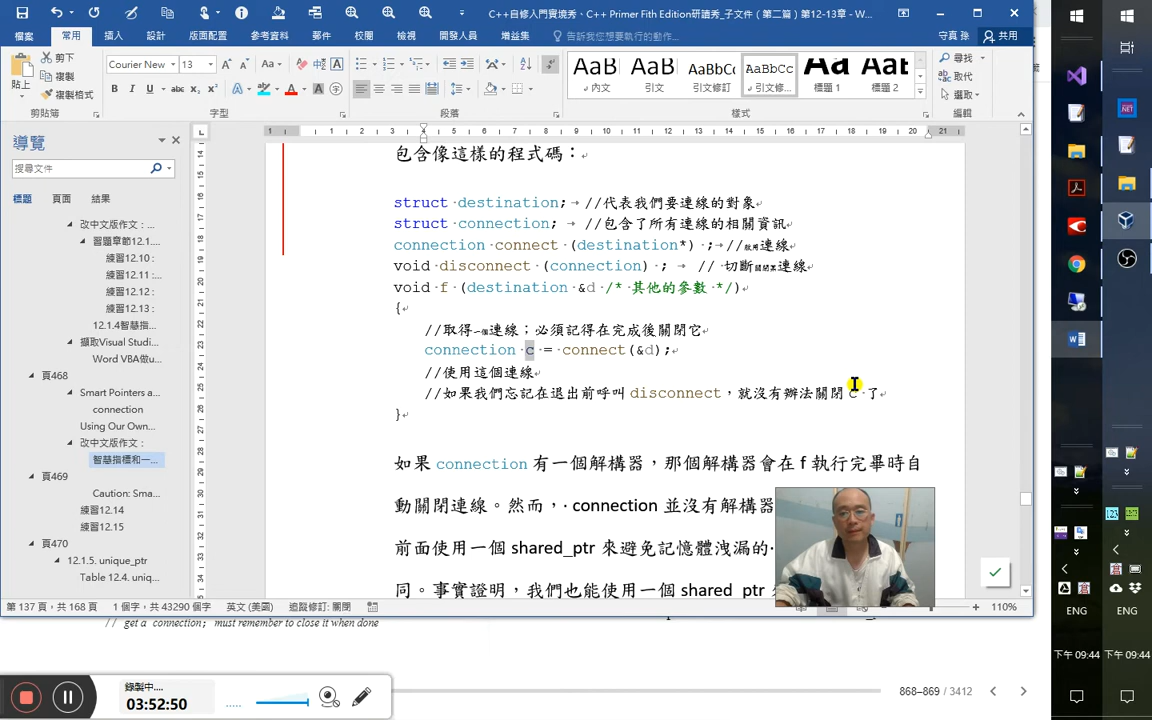 C++自修入門實境秀、C++ Primer Fith Edition研讀秀_子文件（第二篇）第12-13章 - W...
檔案 常用 插入 設計 版面配置 參考資料 郵件 校閱 檢視 開發人員 增益集 告訴我您想要執行的動作... 守真 孫 共用
貼上 剪下 複製 複製格式
Courier New 13
AaB 內文 AaB 引文 AaBbCc 引文修訂 AaBbCc 引文修... AaB 標題 1 AaB 標題 2
尋找 取代 選取
剪貼簿 字型 段落 樣式 編輯
導覽
搜尋文件
標題 頁面 結果
改中文版作文：
習題章節12.1...
練習12.10：
練習12.11：...
練習12.12：
練習12.13：
12.1.4智慧指...
擷取Visual Studi...
Word VBA做u...
頁468
Smart Pointers a...
connection
Using Our Own...
改中文版作文：
智慧指標和一...
頁469
Caution: Sma...
練習12.14
練習12.15
頁470
12.1.5. unique_ptr
Table 12.4. uniq...
包含像這樣的程式碼：
struct destination; //代表我們要連線的對象
struct connection; //包含了所有連線的相關資訊
connection connect (destination*) ; //啟用連線
void disconnect (connection) ; // 切斷關閉某連線
void f (destination &d /* 其他的參數 */)
{
//取得一個連線；必須記得在完成後關閉它
connection c = connect(&d);
//使用這個連線
//如果我們忘記在退出前呼叫 disconnect，就沒有辦法關閉 c 了
}
如果 connection 有一個解構器，那個解構器會在 f 執行完畢時自
動關閉連線。然而， connection 並沒有解構器
前面使用一個 shared_ptr 來避免記憶體洩漏的
同。事實證明，我們也能使用一個 shared_ptr
第 137 頁，共 168 頁 1 個字，共 43290 個字 英文 (美國) 追蹤修訂: 關閉 110%
// get a connection; must remember to close it when done
錄製中....
03:52:50
868–869 / 3412
ENG ENG
下午 09:44 下午 09:44